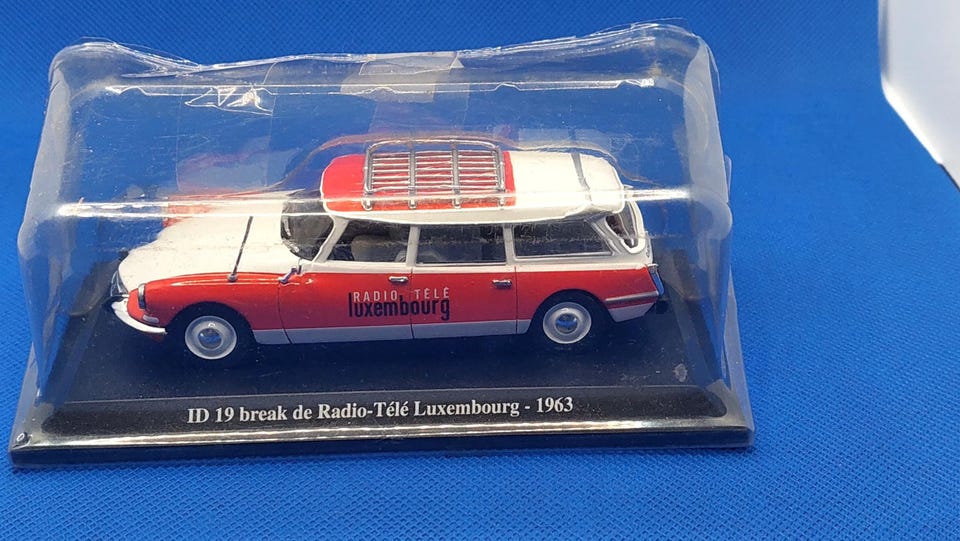 RADIO TÉLÉ
luxembourg
ID 19 break de Radio-Télé Luxembourg - 1963